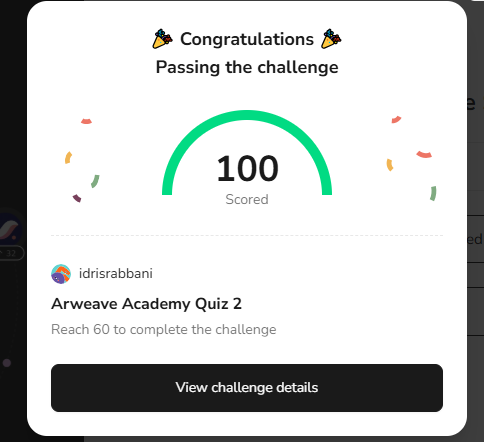 🎉 Congratulations 🎉
Passing the challenge
100
Scored
idrisrabbani
Arweave Academy Quiz 2
Reach 60 to complete the challenge
View challenge details